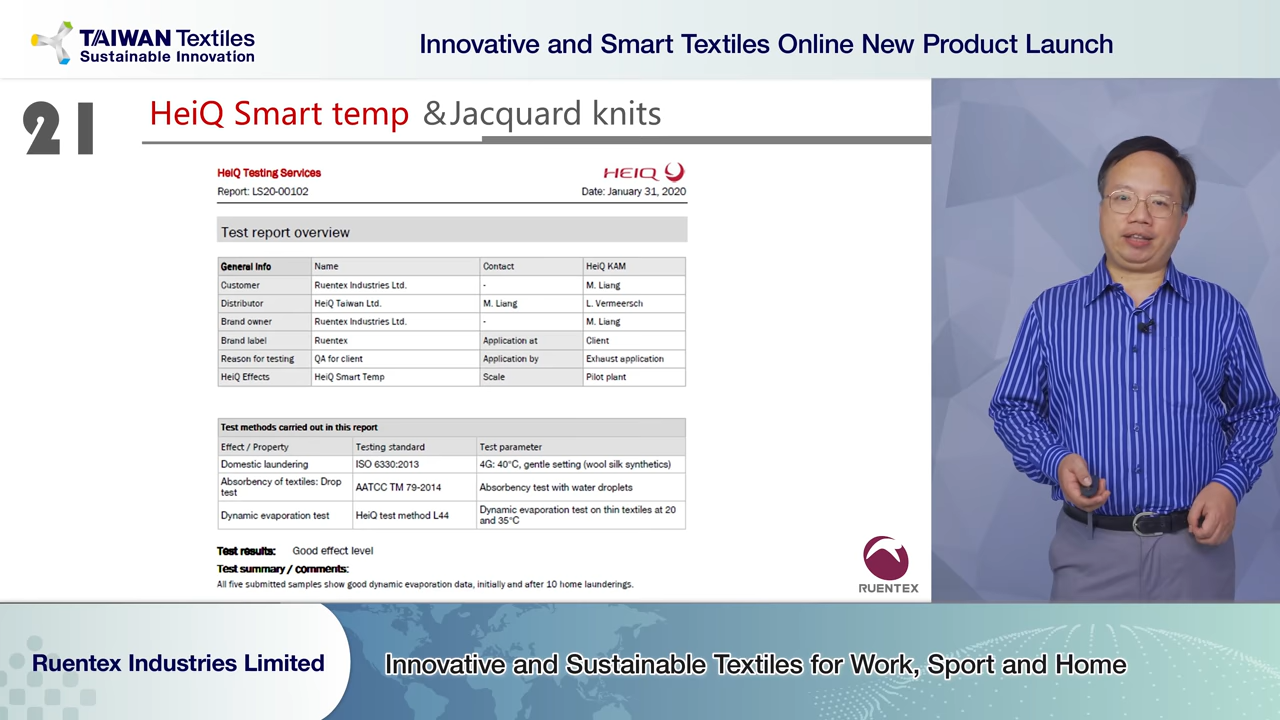 TAIWAN Textiles
Sustainable Innovation
Innovative and Smart Textiles Online New Product Launch
21
HeiQ Smart temp &Jacquard knits
HeiQ Testing Services
HEIQ
Report: LS20-00102
Date: January 31, 2020
Test report overview
General Info Name Contact HeiQ KAM
Customer Ruentex Industries Ltd. - M. Liang
Distributor HeiQ Taiwan Ltd. M. Liang L. Vermeersch
Brand owner Ruentex Industries Ltd. - M. Liang
Brand label Ruentex Application at Client
Reason for testing QA for client Application by Exhaust application
HeiQ Effects HeiQ Smart Temp Scale Pilot plant
Test methods carried out in this report
Effect / Property Testing standard Test parameter
Domestic laundering ISO 6330:2013 4G: 40°C, gentle setting (wool silk synthetics)
Absorbency of textiles: Drop
test
AATCC TM 79-2014 Absorbency test with water droplets
Dynamic evaporation test HeiQ test method L44
Dynamic evaporation test on thin textiles at 20
and 35°C
Test results: Good effect level
Test summary / comments:
All five submitted samples show good dynamic evaporation data, initially and after 10 home launderings.
RUENTEX
Ruentex Industries Limited
Innovative and Sustainable Textiles for Work, Sport and Home